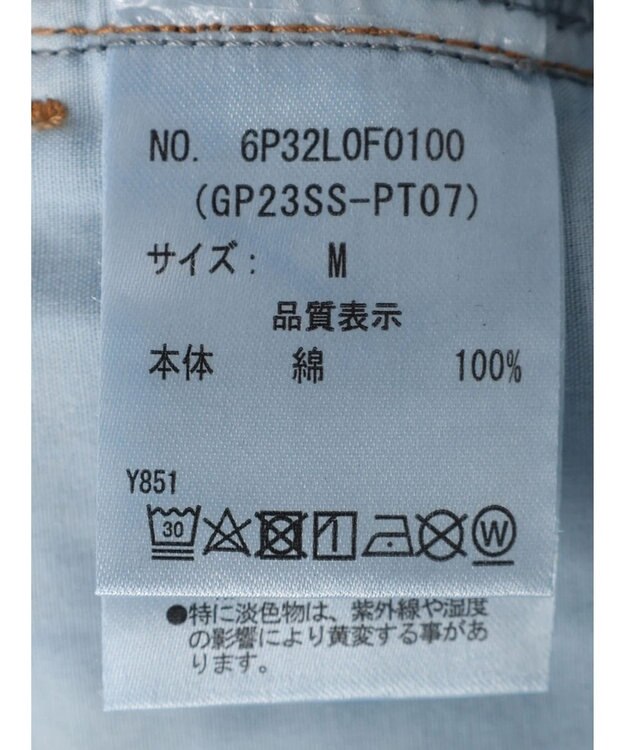 NO. 6P32L0F0100
(GP23SS-PT07)
サイズ: M
品質表示
本体 綿 100%
Y851
30
W
●特に淡色物は、紫外線や湿度
の影響により黄変する事があ
ります。